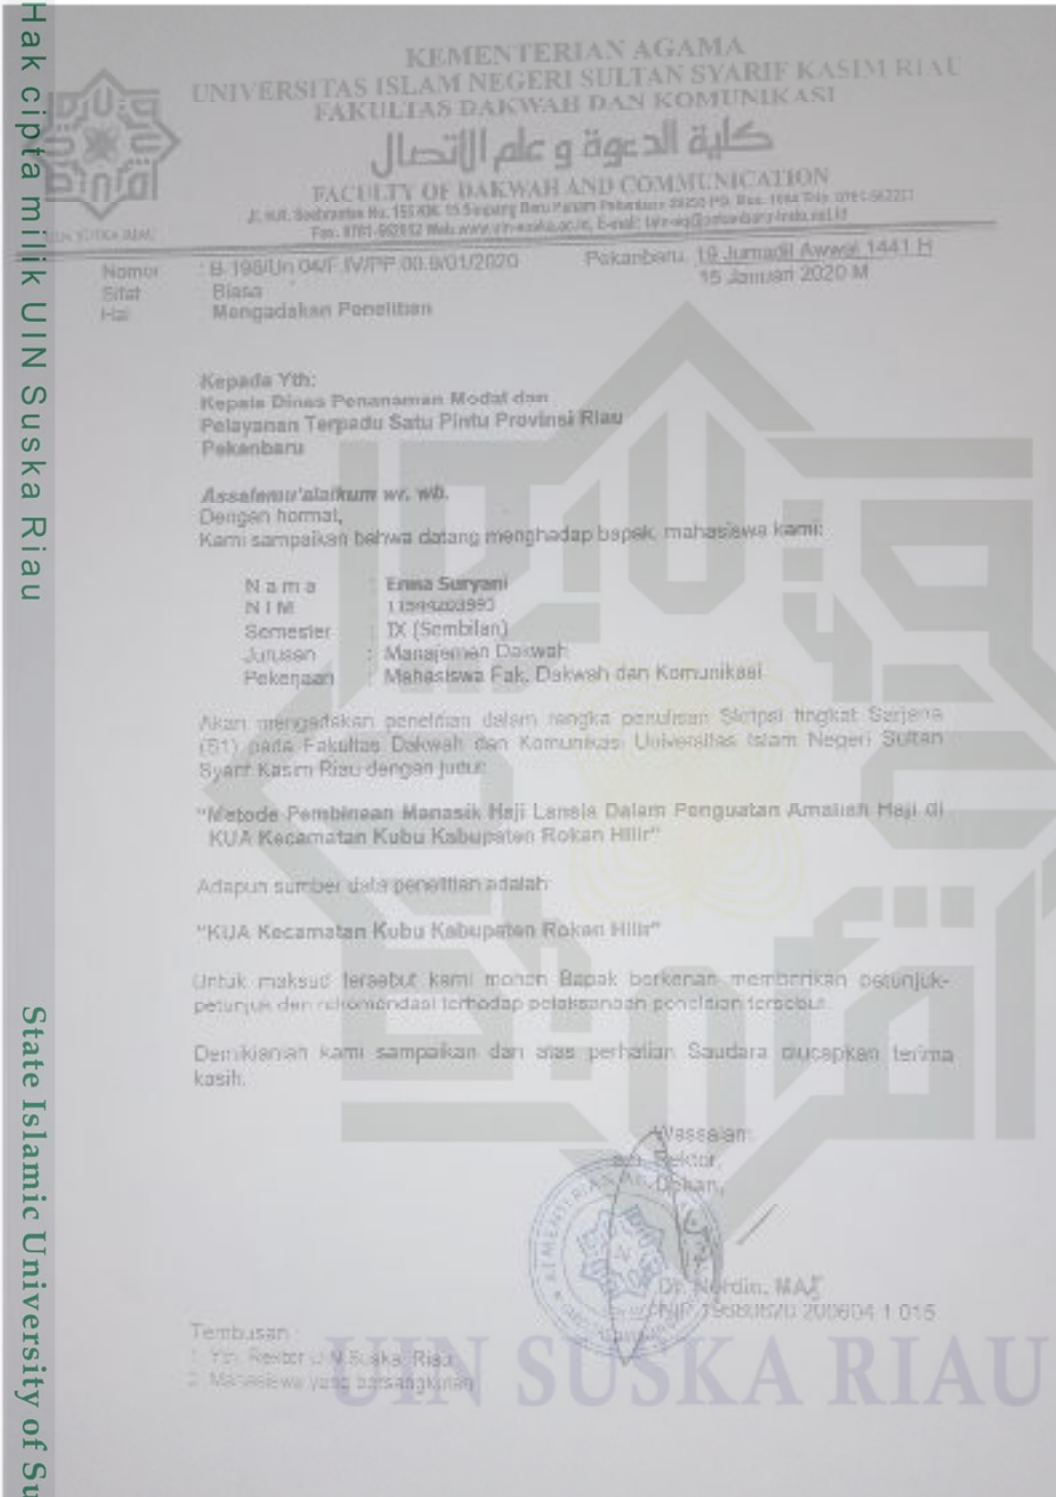 Hak cipta milik UIN Suska Riau
State Islamic University of Su
KEMENTERIAN AGAMA
UNIVERSITAS ISLAM NEGERI SULTAN SYARIF KASIM RIAU
FAKULTAS DAKWAH DAN KOMUNIKASI
كلية الدعوة و علم الاتصال
FACULTY OF DAKWAH AND COMMUNICATION
UIN SUSKA RIAU
Nomor : B-198/Un.04/F.IV/PP.00.9/01/2020 Pekanbaru, 19 Jumadil Awwal 1441 H
15 Januari 2020 M
Sifat : Biasa
Hal : Mengadakan Penelitian
Kepada Yth:
Kepala Dinas Penanaman Modal dan
Pelayanan Terpadu Satu Pintu Provinsi Riau
Pekanbaru
Assalamu'alaikum wr. wb.
Dengan hormat,
Kami sampaikan bahwa datang menghadap bapak, mahasiswa kami:
N a m a : Erma Suryani
N I M
Semester : IX (Sembilan)
Jurusan : Manajemen Dakwah
Pekerjaan : Mahasiswa Fak. Dakwah dan Komunikasi
Akan mengadakan penelitian dalam rangka penulisan Skripsi tingkat Sarjana
(S1) pada Fakultas Dakwah dan Komunikasi Universitas Islam Negeri Sultan
Syarif Kasim Riau dengan judul:
"Metode Pembinaan Manasik Haji Lansia Dalam Penguatan Amaliah Haji di
KUA Kecamatan Kubu Kabupaten Rokan Hilir"
Adapun sumber data penelitian adalah
"KUA Kecamatan Kubu Kabupaten Rokan Hilir"
Untuk maksud tersebut kami mohon Bapak berkenan memberikan petunjuk-
petunjuk dan rekomendasi terhadap pelaksanaan penelitian tersebut.
Demikianlah kami sampaikan dan atas perhatian Saudara diucapkan terima
kasih.
Wassalam
a.n. Rektor,
Dekan,
Dr. Nurdin, MA
Tembusan :
1. Yth. Rektor UIN Suska Riau
2. Mahasiswa yang bersangkutan
UIN SUSKA RIAU